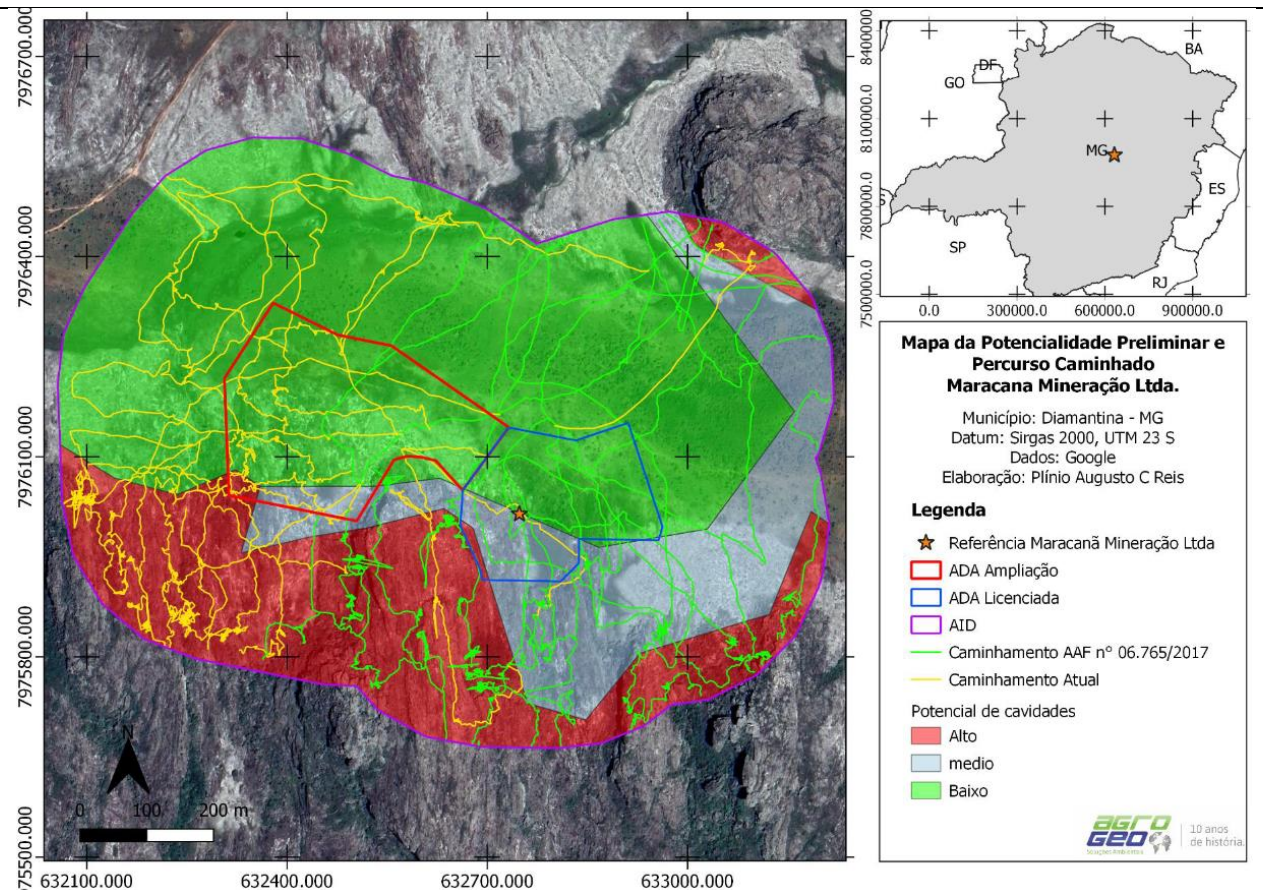 7976700.000
7976400.000
7976100.000
7975800.000
7975500.000
632100.000
632400.000
632700.000
633000.000
N
0 100 200 m
8400000.0
8100000.0
7800000.0
7500000.0
0.0
300000.0
600000.0
900000.0
BA
DF
GO
MG
ES
SP
RJ
Mapa da Potencialidade Preliminar e
Percurso Caminhado
Maracana Mineração Ltda.
Município: Diamantina - MG
Datum: Sirgas 2000, UTM 23 S
Dados: Google
Elaboração: Plínio Augusto C Reis
Legenda
Referência Maracanã Mineração Ltda
ADA Ampliação
ADA Licenciada
AID
Caminhamento AAF n° 06.765/2017
Caminhamento Atual
Potencial de cavidades
Alto
medio
Baixo
AGRO
GEO
10 anos
de história.